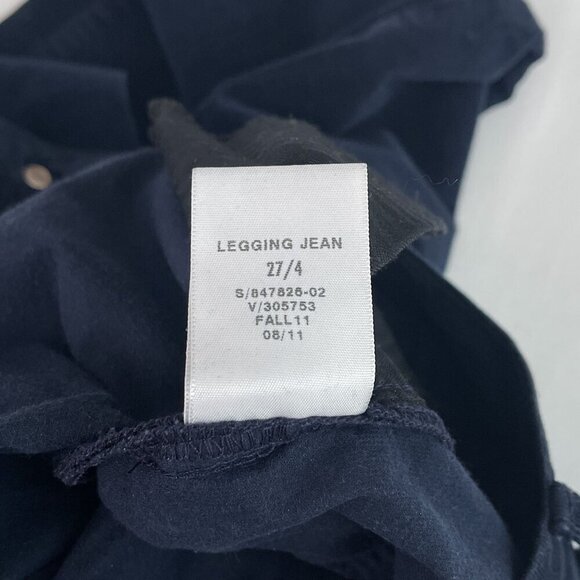 LEGGING JEAN
27/4
S/847826-02
V/305753
FALL11
08/11